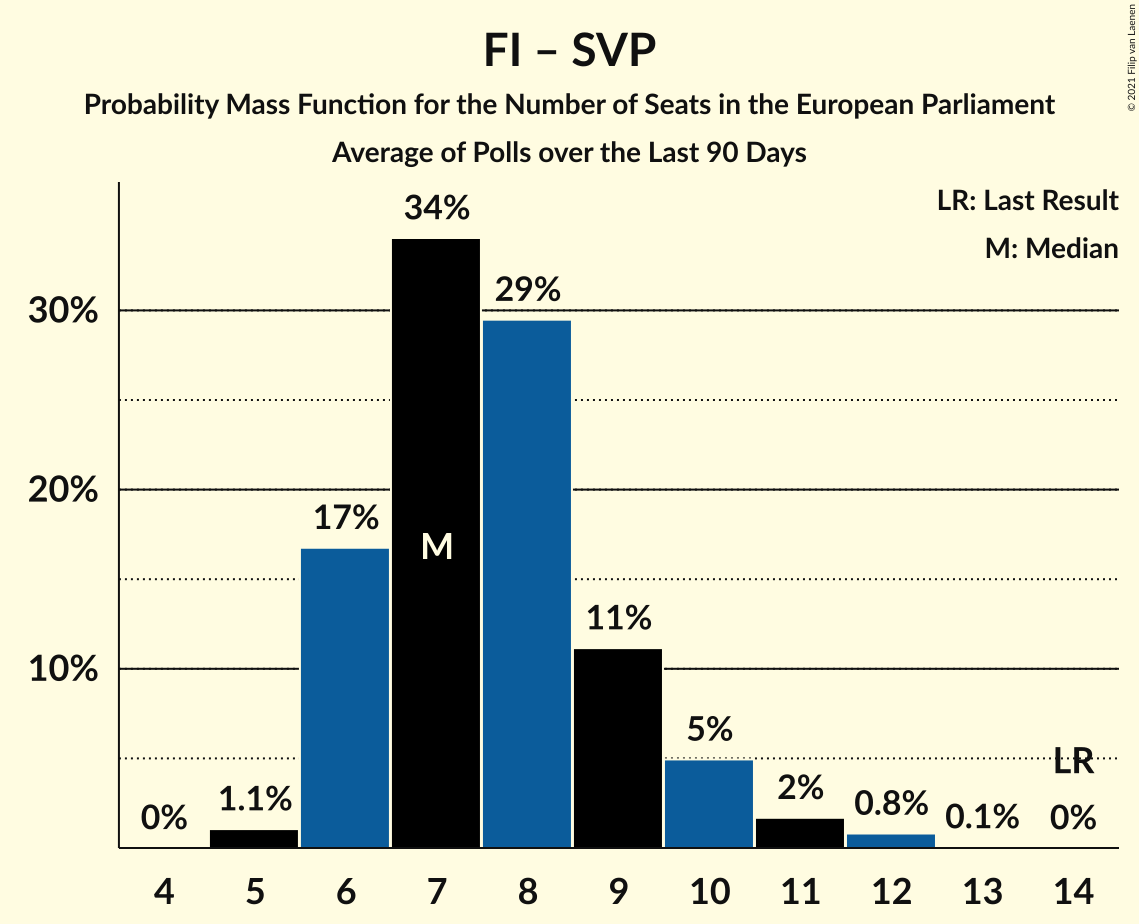 FI – SVP
Probability Mass Function for the Number of Seats in the European Parliament
Average of Polls over the Last 90 Days
© 2021 Filip van Laenen
LR: Last Result
M: Median
34%
29%
30%
20%
17%
M
11%
10%
5%
LR
2%
1.1%
0.8%
0%
0.1%
0%
4 5 6 7 8 9 10 11 12 13 14